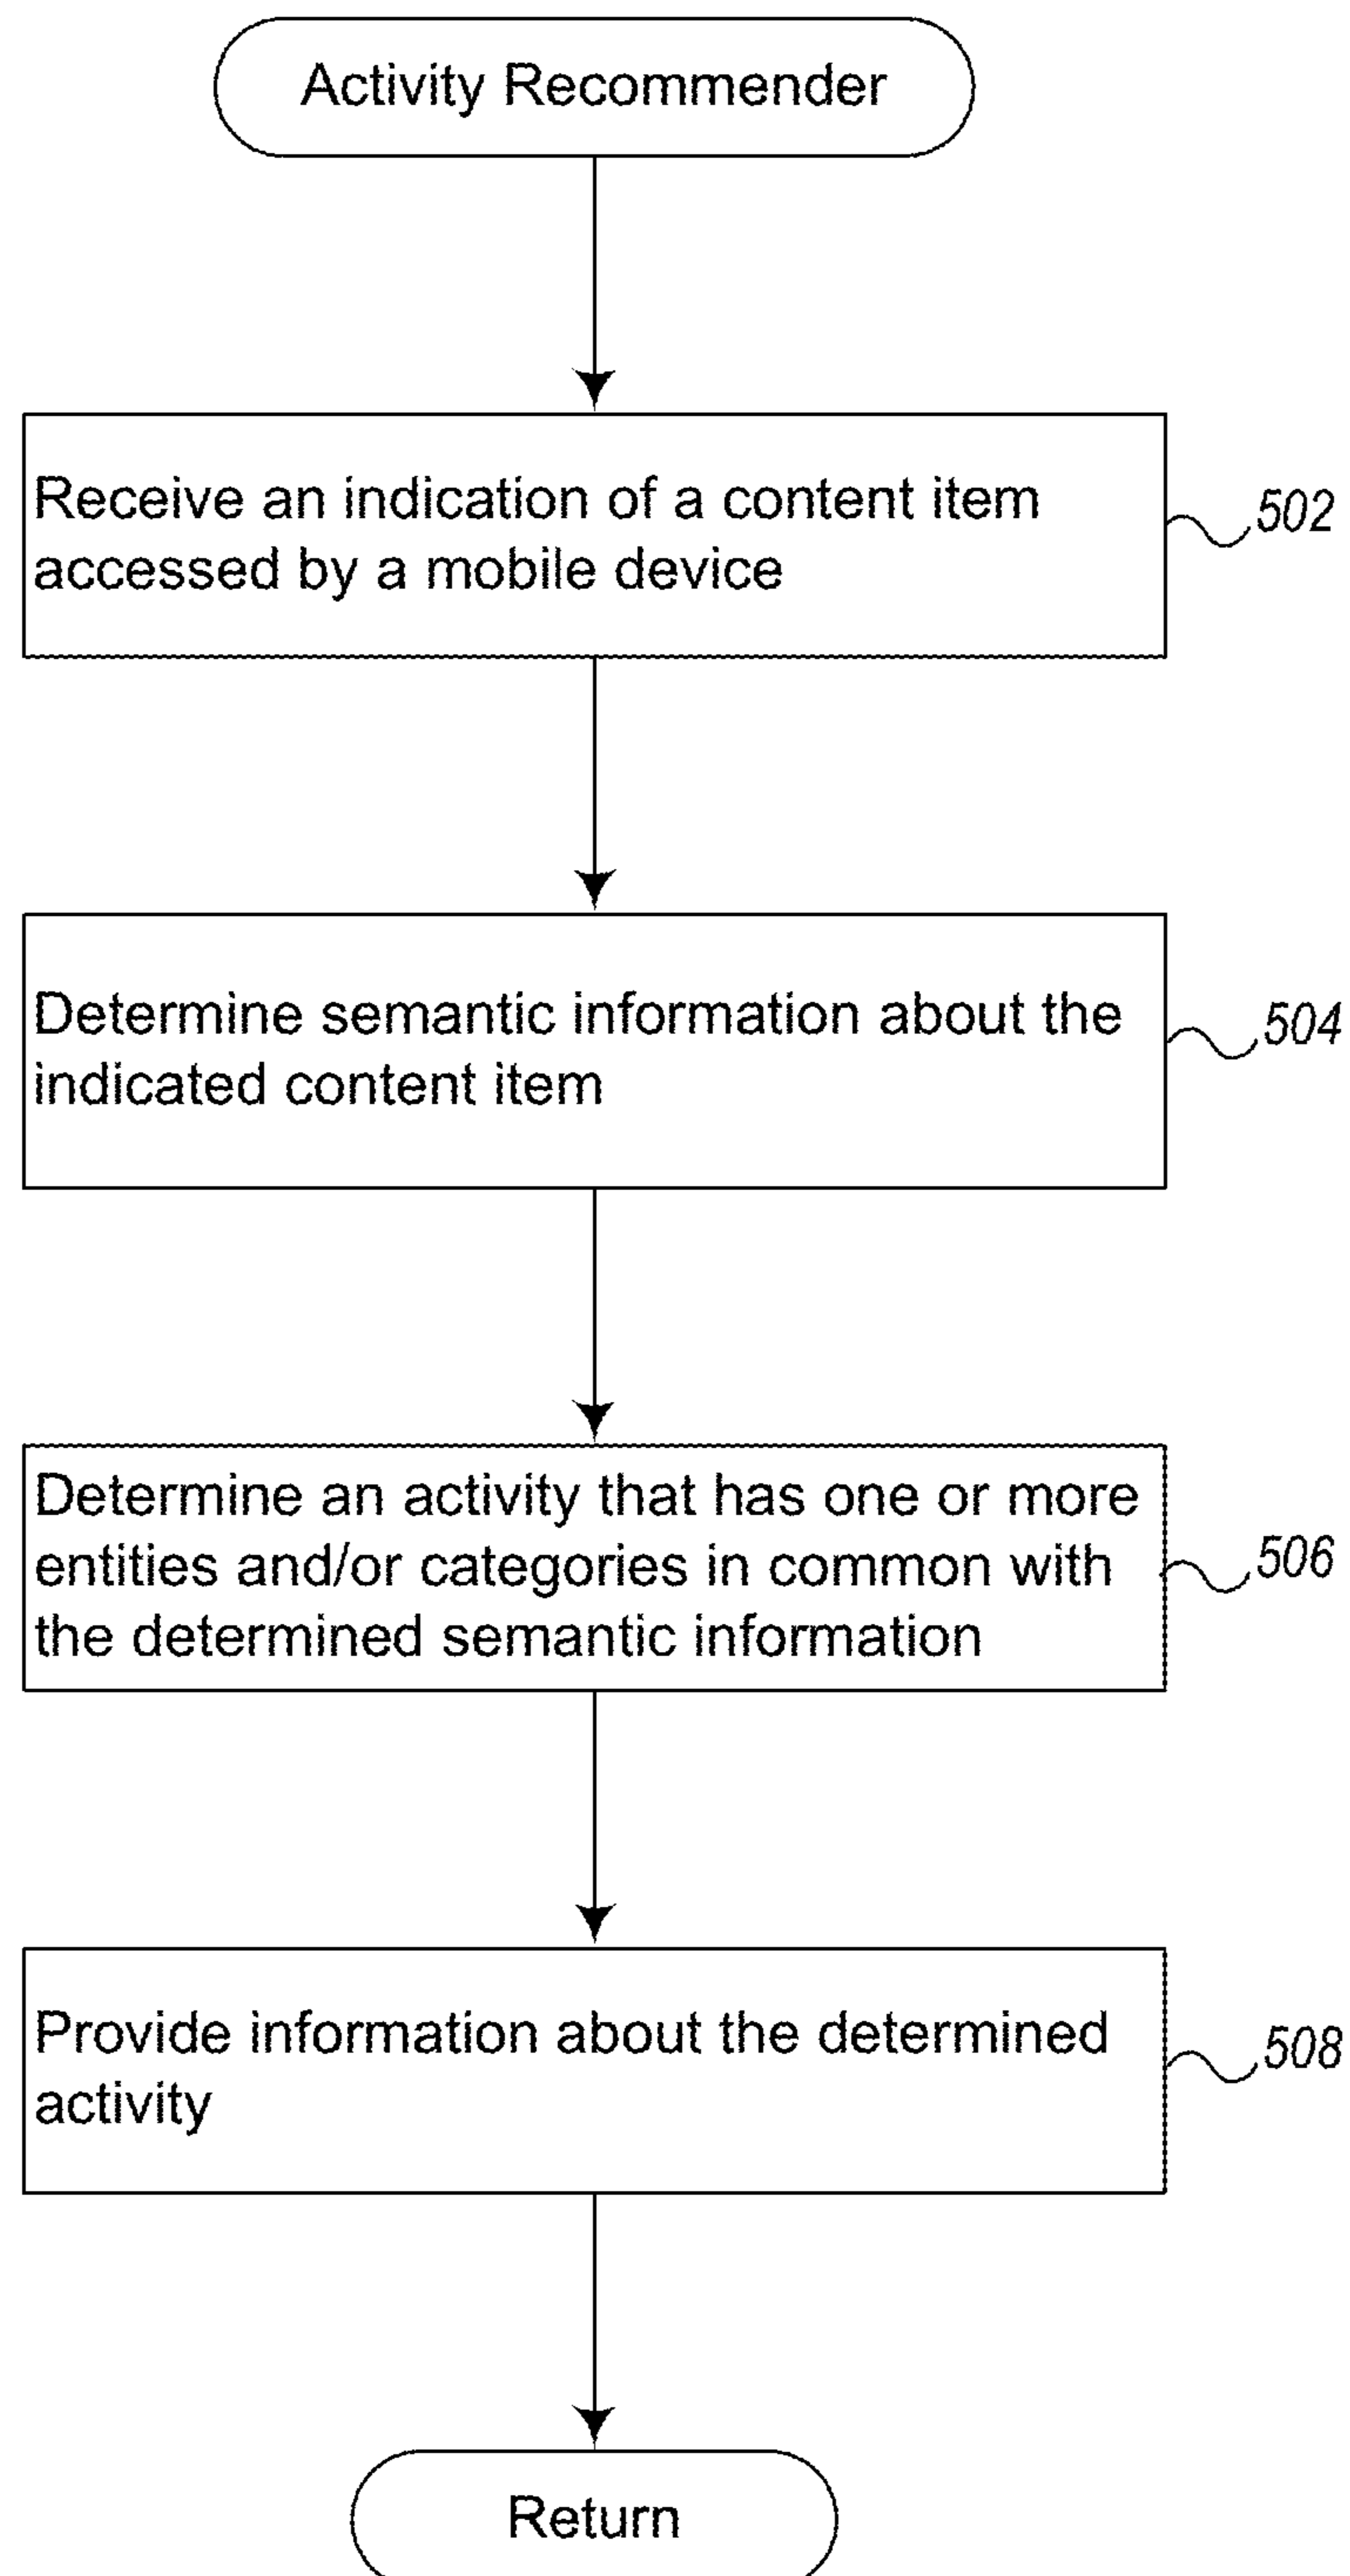 Activity Recommender
Receive an indication of a content item
accessed by a mobile device
502
Determine semantic information about the
indicated content item
504
Determine an activity that has one or more
entities and/or categories in common with
the determined semantic information
506
Provide information about the determined
activity
508
Return